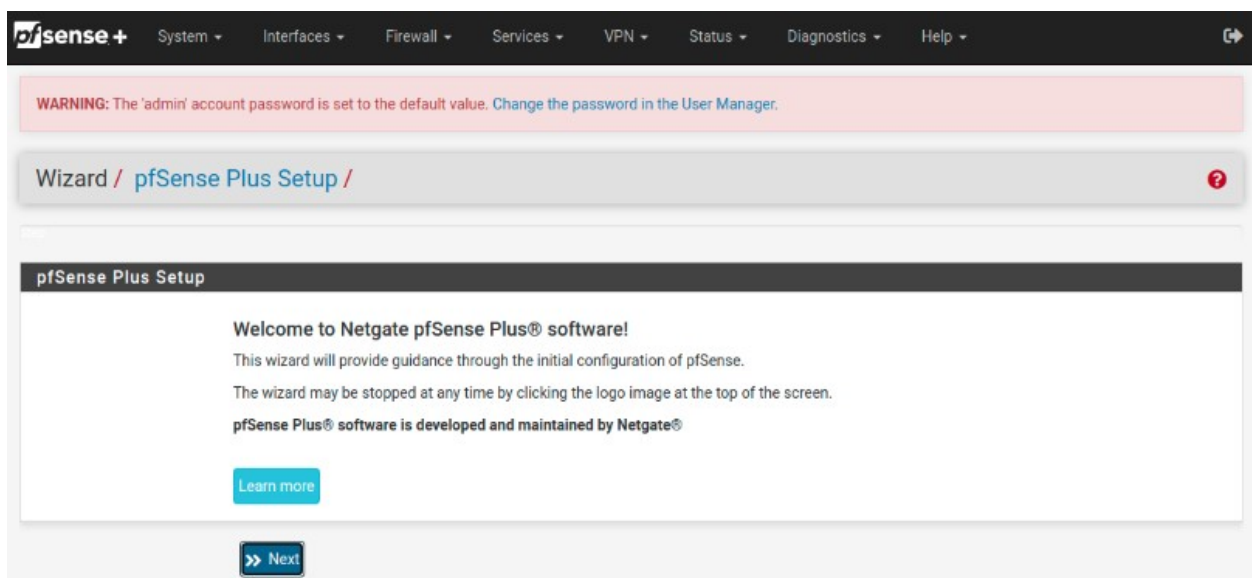 pfsense+ System Interfaces Firewall Services VPN Status Diagnostics Help
WARNING: The 'admin' account password is set to the default value. Change the password in the User Manager.
Wizard / pfSense Plus Setup /
pfSense Plus Setup
Welcome to Netgate pfSense Plus® software!
This wizard will provide guidance through the initial configuration of pfSense.
The wizard may be stopped at any time by clicking the logo image at the top of the screen.
pfSense Plus® software is developed and maintained by Netgate®
Learn more
>> Next